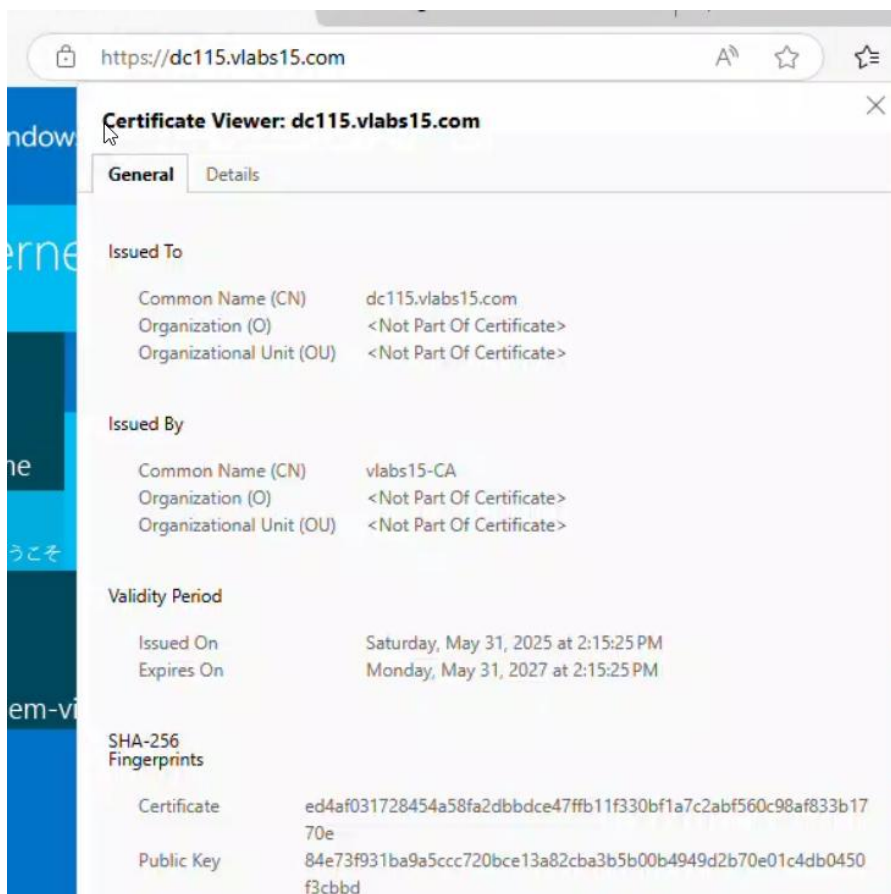 https://dc115.vlabs15.com
Certificate Viewer: dc115.vlabs15.com
General Details
Issued To
Common Name (CN) dc115.vlabs15.com
Organization (O) <Not Part Of Certificate>
Organizational Unit (OU) <Not Part Of Certificate>
Issued By
Common Name (CN) vlabs15-CA
Organization (O) <Not Part Of Certificate>
Organizational Unit (OU) <Not Part Of Certificate>
Validity Period
Issued On Saturday, May 31, 2025 at 2:15:25 PM
Expires On Monday, May 31, 2027 at 2:15:25 PM
SHA-256
Fingerprints
Certificate ed4af031728454a58fa2dbbdce47ffb11f330bf1a7c2abf560c98af833b17
70e
Public Key 84e73f931ba9a5ccc720bce13a82cba3b5b00b4949d2b70e01c4db0450
f3cbbd
ndow
erne
ne
うこそ
em-vi